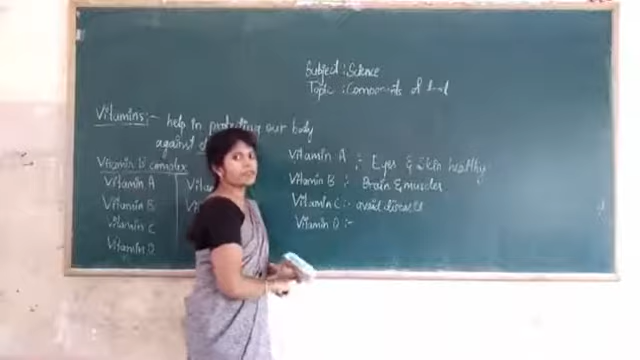 Subject : Science
Topic : Components of food
Vitamins :- help in protecting our body
against
Vitamin B complex
Vitamin A
Vitamin B
Vitamin C
Vitamin D
Vitamin A :- Eyes & Skin healthy
Vitamin B :- Brain & muscles
Vitamin C :- avoid
Vitamin D :-